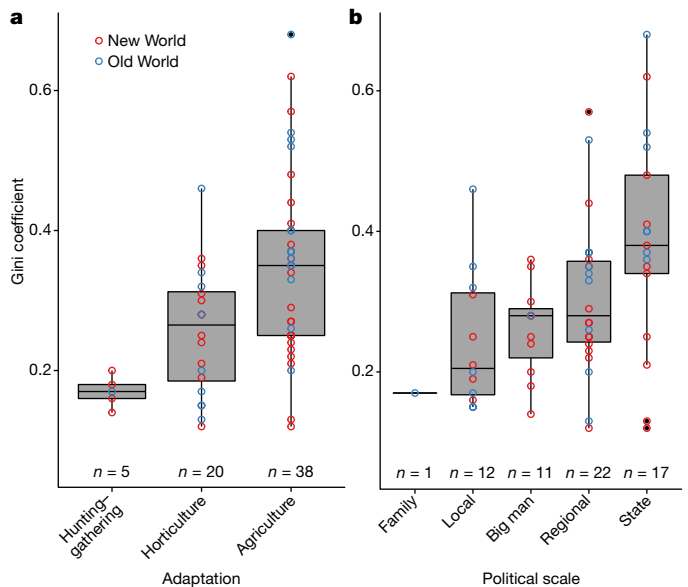 a
New World
Old World
Gini coefficient
0.6
0.4
0.2
n = 5
n = 20
n = 38
Hunting–
gathering
Horticulture
Agriculture
Adaptation
b
0.6
0.4
0.2
n = 1
n = 12
n = 11
n = 22
n = 17
Family
Local
Big man
Regional
State
Political scale